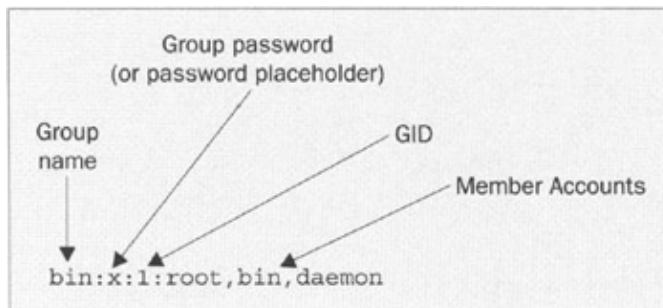 Group password
(or password placeholder)
Group
name
GID
Member Accounts
bin:x:1:root,bin,daemon